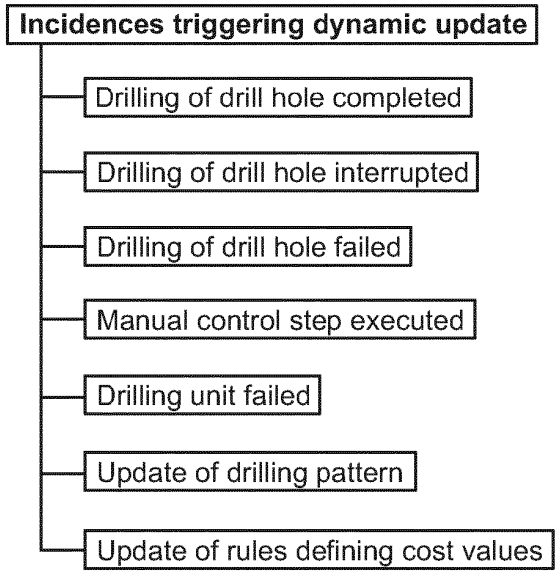 Incidences triggering dynamic update
Drilling of drill hole completed
Drilling of drill hole interrupted
Drilling of drill hole failed
Manual control step executed
Drilling unit failed
Update of drilling pattern
Update of rules defining cost values